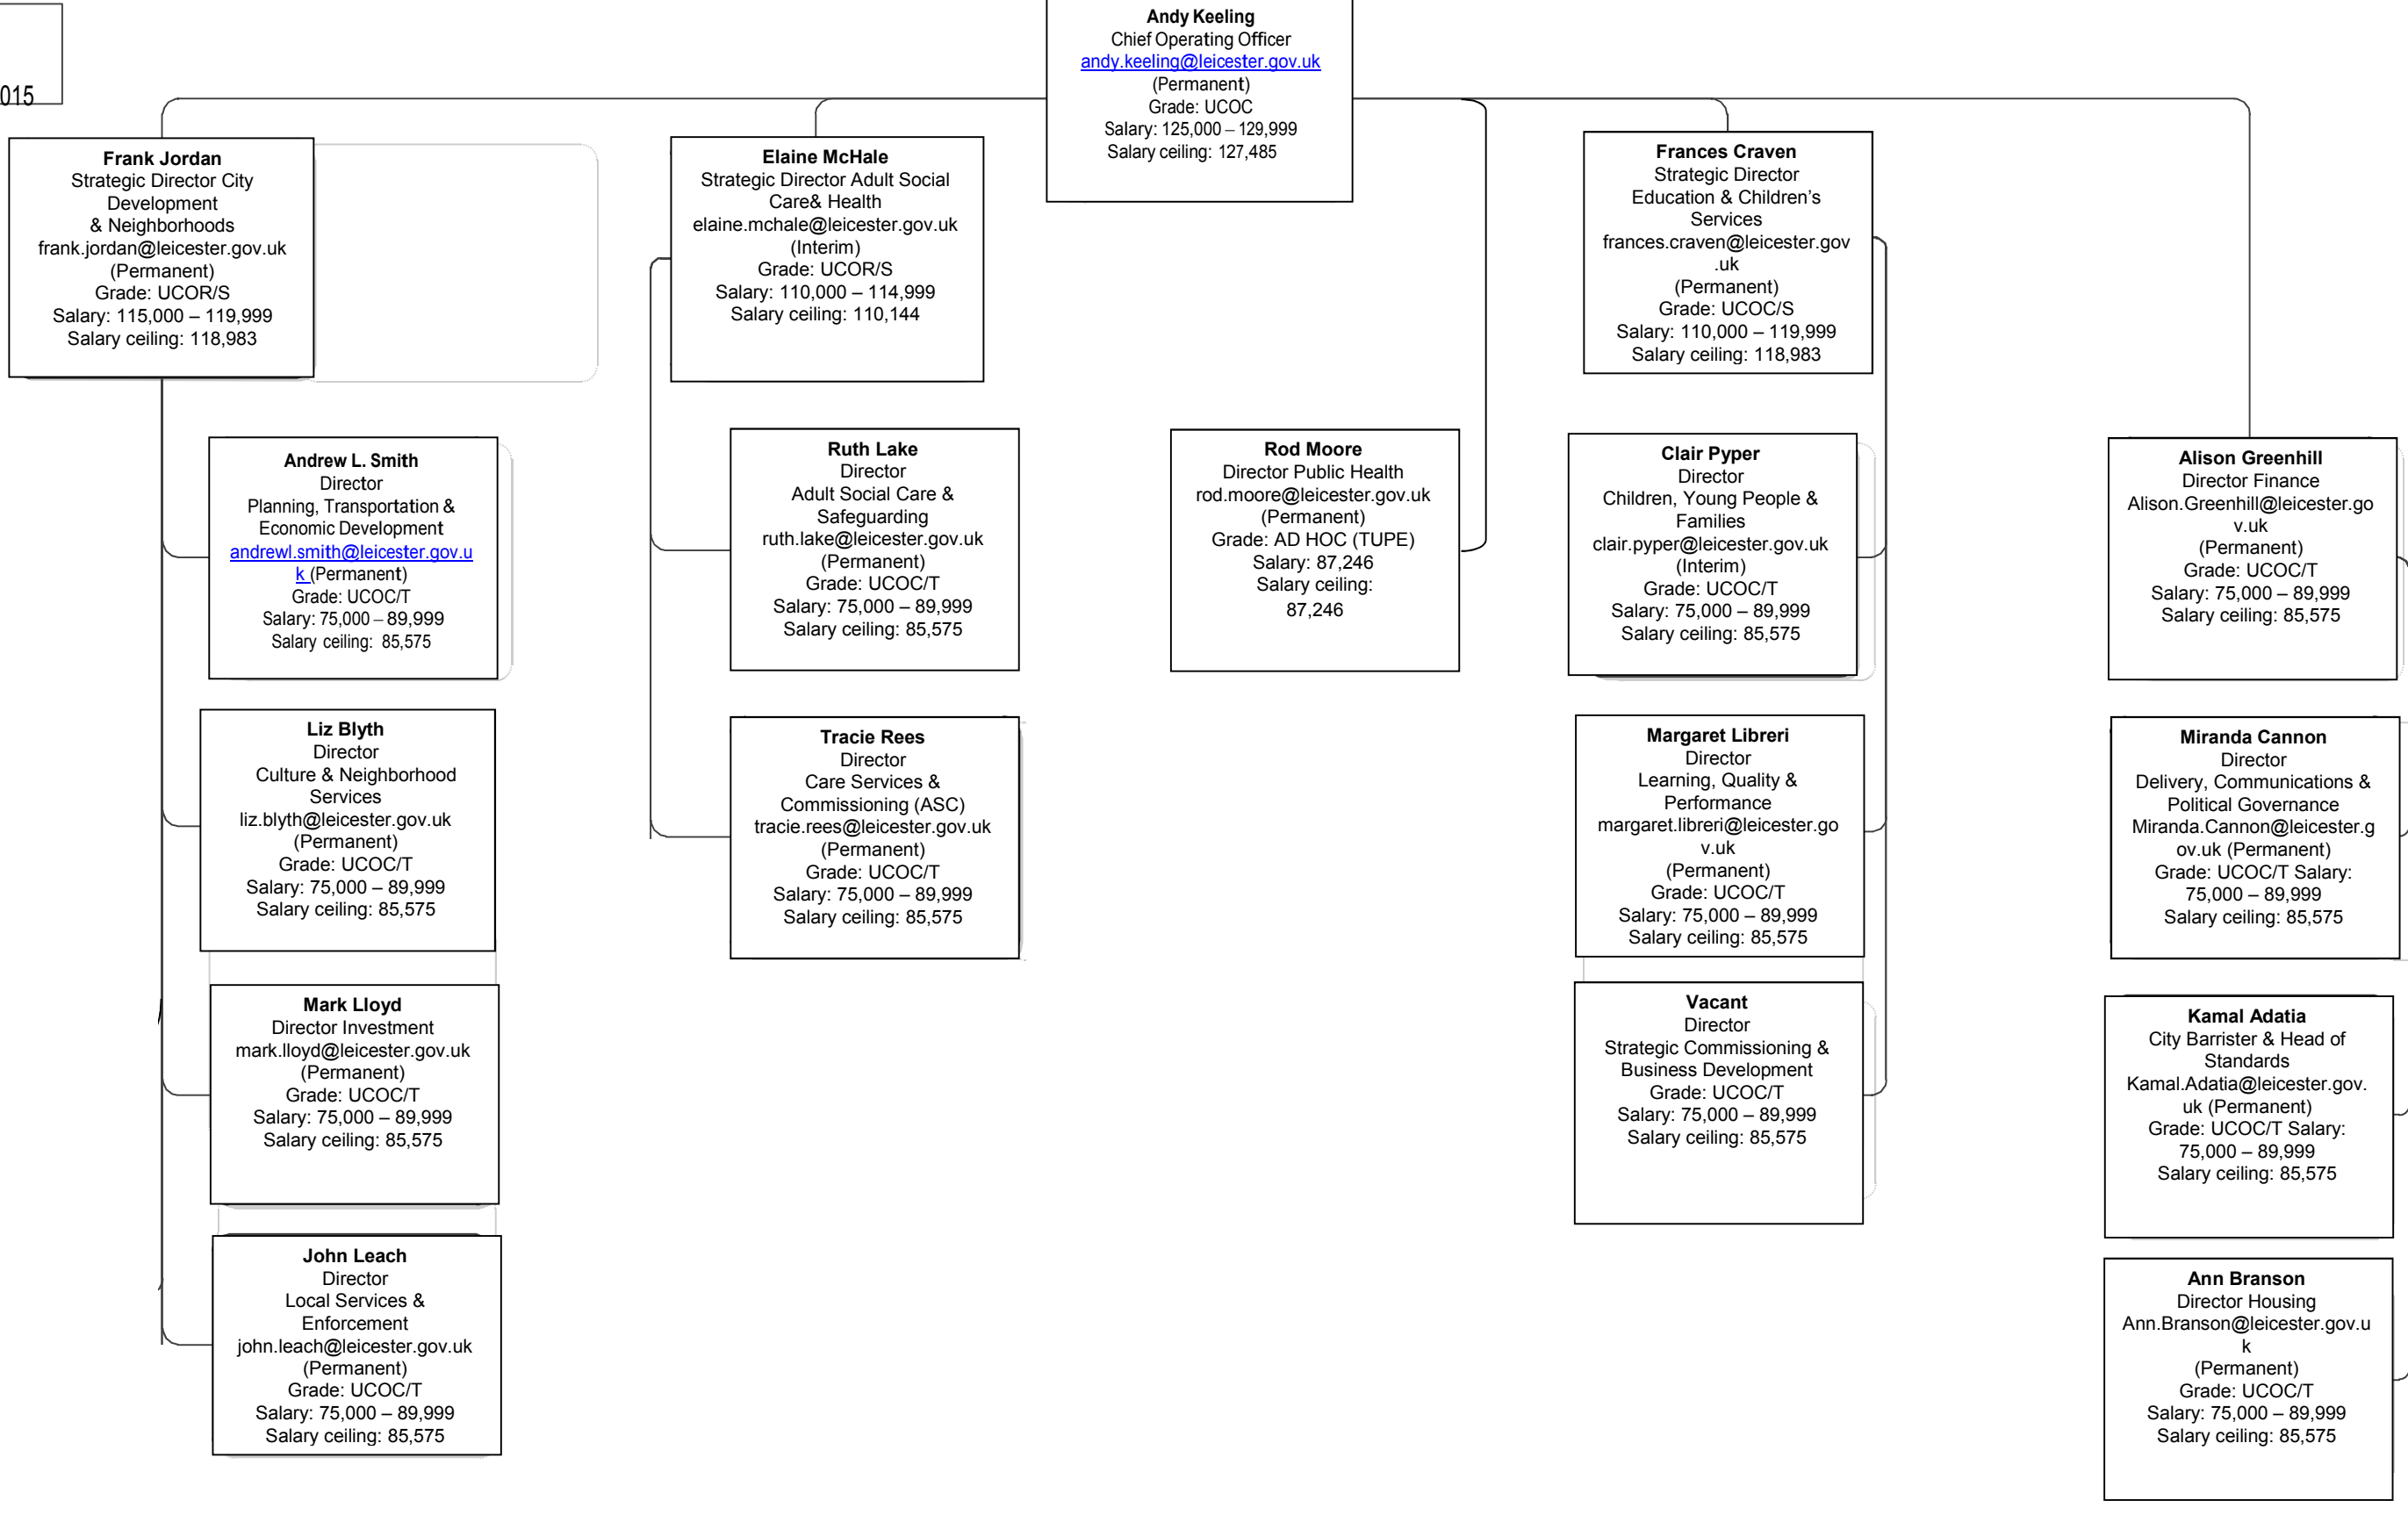 015
Andy Keeling
Chief Operating Officer
andy.keeling@leicester.gov.uk
(Permanent)
Grade: UCOC
Salary: 125,000 – 129,999
Salary ceiling: 127,485
Frank Jordan
Strategic Director City
Development
& Neighborhoods
frank.jordan@leicester.gov.uk
(Permanent)
Grade: UCOR/S
Salary: 115,000 – 119,999
Salary ceiling: 118,983
Elaine McHale
Strategic Director Adult Social
Care& Health
elaine.mchale@leicester.gov.uk
(Interim)
Grade: UCOR/S
Salary: 110,000 – 114,999
Salary ceiling: 110,144
Frances Craven
Strategic Director
Education & Children’s
Services
frances.craven@leicester.gov
.uk
(Permanent)
Grade: UCOC/S
Salary: 110,000 – 119,999
Salary ceiling: 118,983
Andrew L. Smith
Director
Planning, Transportation &
Economic Development
andrewl.smith@leicester.gov.u
k (Permanent)
Grade: UCOC/T
Salary: 75,000 – 89,999
Salary ceiling: 85,575
Ruth Lake
Director
Adult Social Care &
Safeguarding
ruth.lake@leicester.gov.uk
(Permanent)
Grade: UCOC/T
Salary: 75,000 – 89,999
Salary ceiling: 85,575
Rod Moore
Director Public Health
rod.moore@leicester.gov.uk
(Permanent)
Grade: AD HOC (TUPE)
Salary: 87,246
Salary ceiling:
87,246
Clair Pyper
Director
Children, Young People &
Families
clair.pyper@leicester.gov.uk
(Interim)
Grade: UCOC/T
Salary: 75,000 – 89,999
Salary ceiling: 85,575
Alison Greenhill
Director Finance
Alison.Greenhill@leicester.go
v.uk
(Permanent)
Grade: UCOC/T
Salary: 75,000 – 89,999
Salary ceiling: 85,575
Liz Blyth
Director
Culture & Neighborhood
Services
liz.blyth@leicester.gov.uk
(Permanent)
Grade: UCOC/T
Salary: 75,000 – 89,999
Salary ceiling: 85,575
Tracie Rees
Director
Care Services &
Commissioning (ASC)
tracie.rees@leicester.gov.uk
(Permanent)
Grade: UCOC/T
Salary: 75,000 – 89,999
Salary ceiling: 85,575
Margaret Libreri
Director
Learning, Quality &
Performance
margaret.libreri@leicester.go
v.uk
(Permanent)
Grade: UCOC/T
Salary: 75,000 – 89,999
Salary ceiling: 85,575
Miranda Cannon
Director
Delivery, Communications &
Political Governance
Miranda.Cannon@leicester.g
ov.uk (Permanent)
Grade: UCOC/T Salary:
75,000 – 89,999
Salary ceiling: 85,575
Mark Lloyd
Director Investment
mark.lloyd@leicester.gov.uk
(Permanent)
Grade: UCOC/T
Salary: 75,000 – 89,999
Salary ceiling: 85,575
Vacant
Director
Strategic Commissioning &
Business Development
Grade: UCOC/T
Salary: 75,000 – 89,999
Salary ceiling: 85,575
Kamal Adatia
City Barrister & Head of
Standards
Kamal.Adatia@leicester.gov.
uk (Permanent)
Grade: UCOC/T Salary:
75,000 – 89,999
Salary ceiling: 85,575
John Leach
Director
Local Services &
Enforcement
john.leach@leicester.gov.uk
(Permanent)
Grade: UCOC/T
Salary: 75,000 – 89,999
Salary ceiling: 85,575
Ann Branson
Director Housing
Ann.Branson@leicester.gov.u
k
(Permanent)
Grade: UCOC/T
Salary: 75,000 – 89,999
Salary ceiling: 85,575